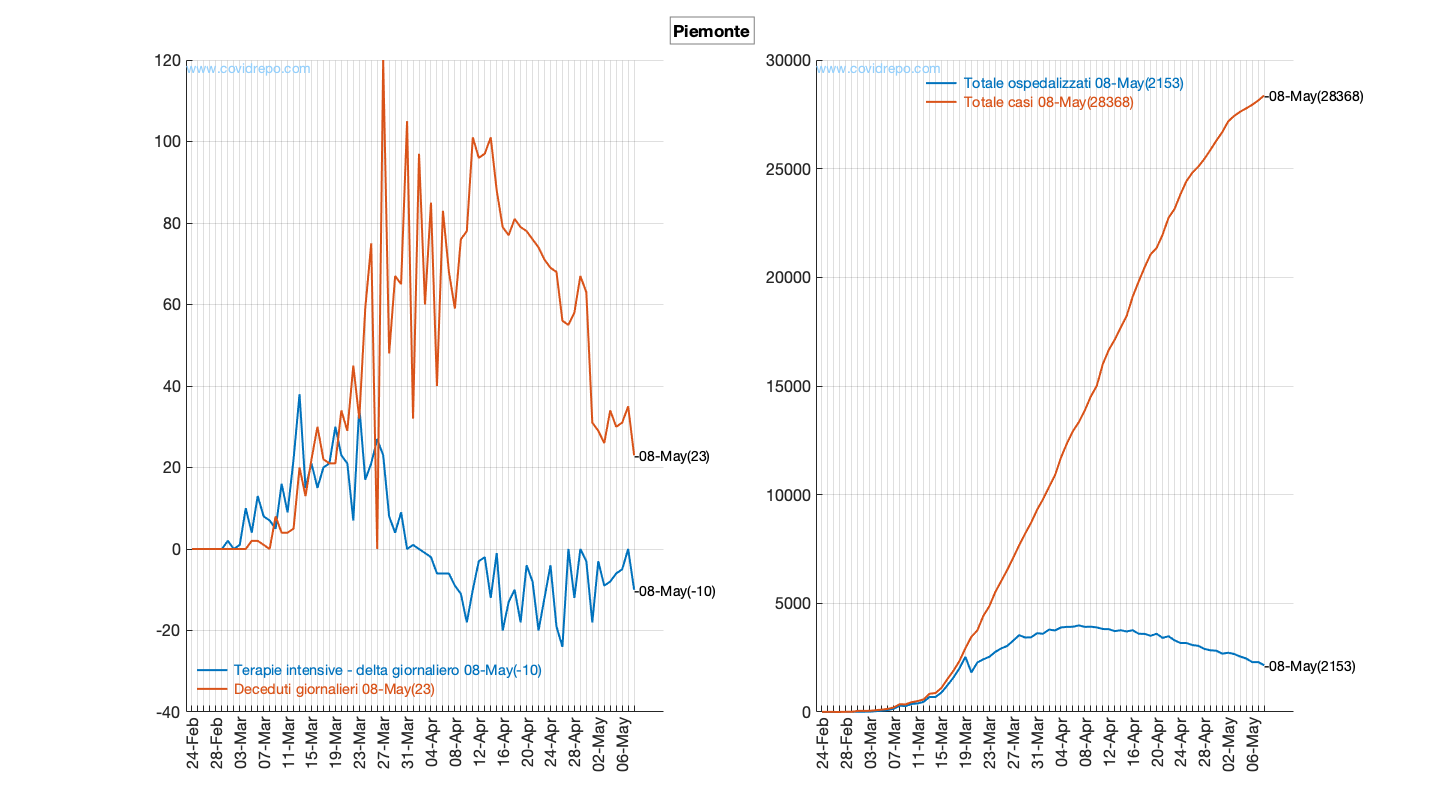 Piemonte
www.covidrepo.com
120
100
80
60
40
20
0
-20
-40
-08-May(23)
-08-May(-10)
Terapie intensive - delta giornaliero 08-May(-10)
Deceduti giornalieri 08-May(23)
24-Feb
28-Feb
03-Mar
07-Mar
11-Mar
15-Mar
19-Mar
23-Mar
27-Mar
31-Mar
04-Apr
08-Apr
12-Apr
16-Apr
20-Apr
24-Apr
28-Apr
02-May
06-May
www.covidrepo.com
Totale ospedalizzati 08-May(2153)
Totale casi 08-May(28368)
30000
25000
20000
15000
10000
5000
0
-08-May(28368)
-08-May(2153)
24-Feb
28-Feb
03-Mar
07-Mar
11-Mar
15-Mar
19-Mar
23-Mar
27-Mar
31-Mar
04-Apr
08-Apr
12-Apr
16-Apr
20-Apr
24-Apr
28-Apr
02-May
06-May